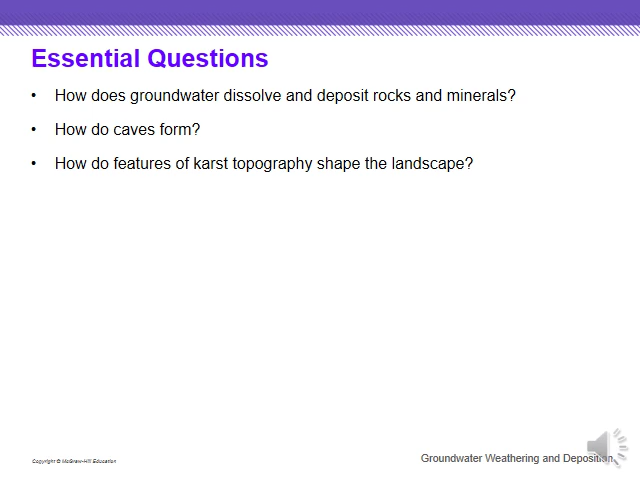 Essential Questions
• How does groundwater dissolve and deposit rocks and minerals?
• How do caves form?
• How do features of karst topography shape the landscape?
Copyright © McGraw-Hill Education
Groundwater Weathering and Deposition